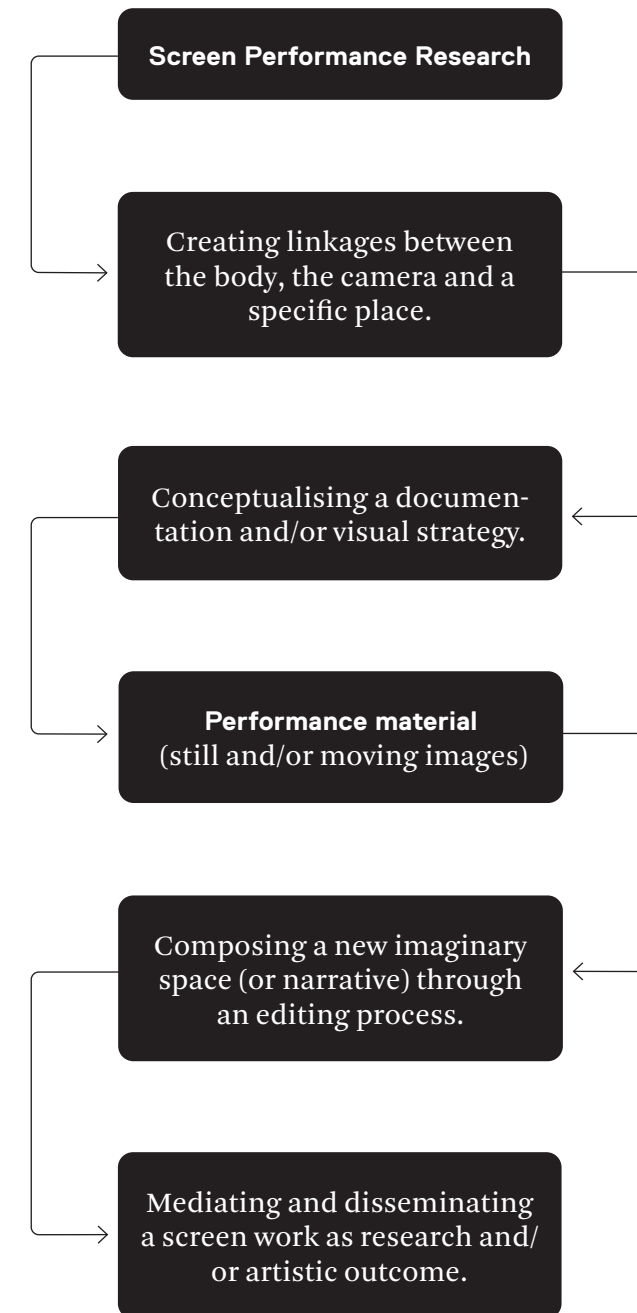 Screen Performance Research
Creating linkages between
the body, the camera and a
specific place.
Conceptualising a documen-
tation and/or visual strategy.
Performance material
(still and/or moving images)
Composing a new imaginary
space (or narrative) through
an editing process.
Mediating and disseminating
a screen work as research and/
or artistic outcome.